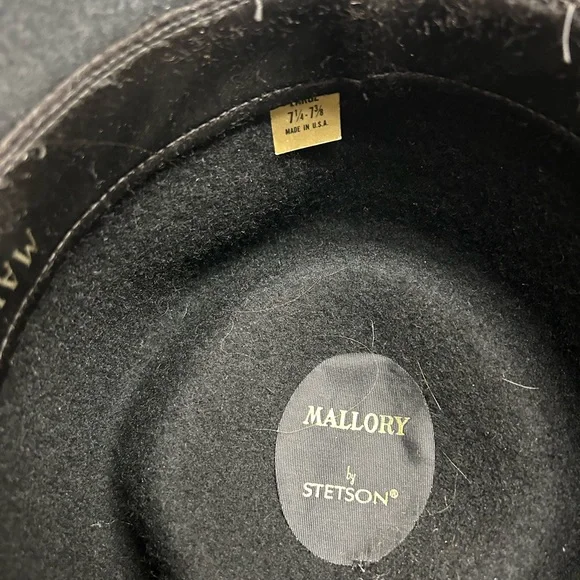 LARGE
7¼-7⅜
MADE IN U.S.A.
MALLORY
by
STETSON®